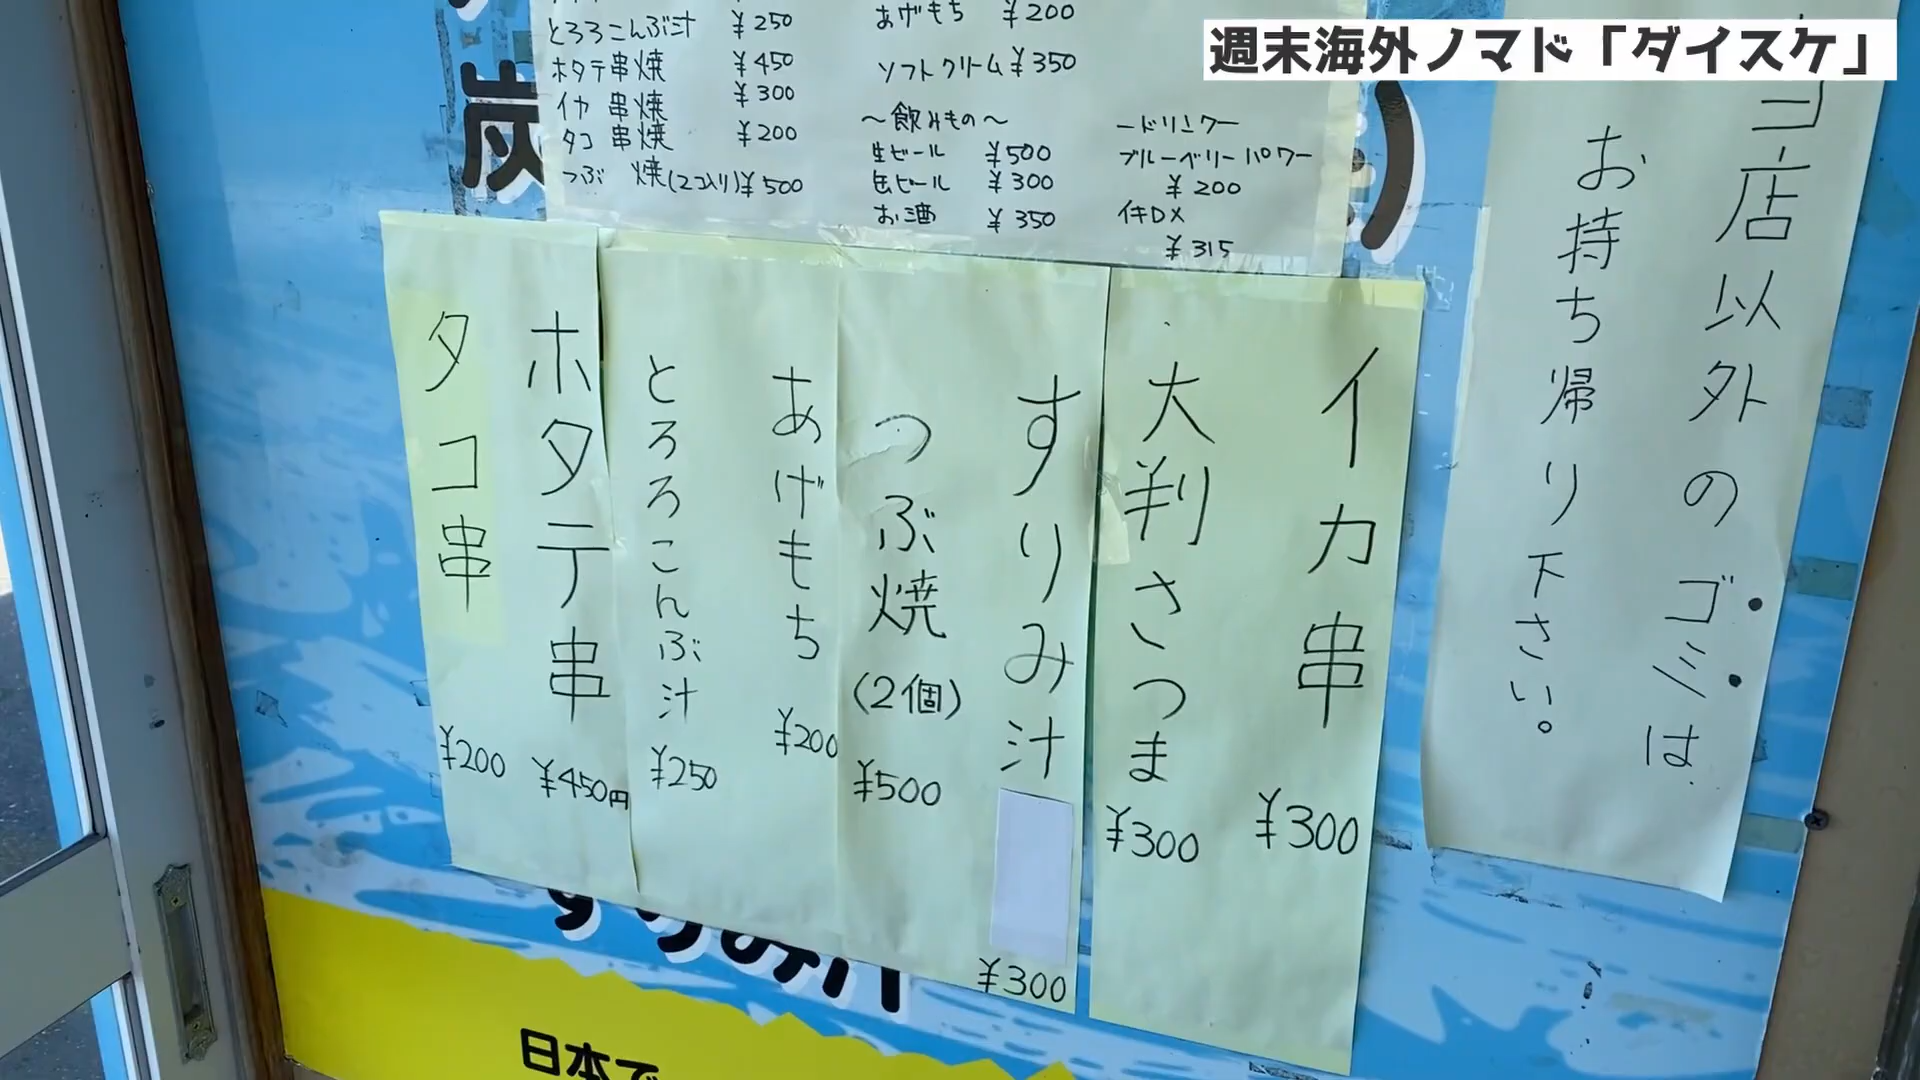 週末海外ノマド「ダイスケ」
とろろこんぶ汁 ¥250
ホタテ串焼 ¥450
イカ 串焼 ¥300
タコ 串焼 ¥200
つぶ 焼(2コ入り)¥500
あげもち ¥200
ソフトクリーム ¥350
〜飲みもの〜
生ビール ¥500
缶ビール ¥300
お酒 ¥350
ードリンクー
ブルーベリーパワー
¥200
イキDX
¥315
炭
店以外のゴミは
お持ち帰り下さい。
イカ串
¥300
大判さつま
¥300
すりみ汁
¥300
つぶ焼
(2個)
¥500
あげもち
¥200
とろろこんぶ汁
¥250
ホタテ串
¥450円
タコ串
¥200
日本で